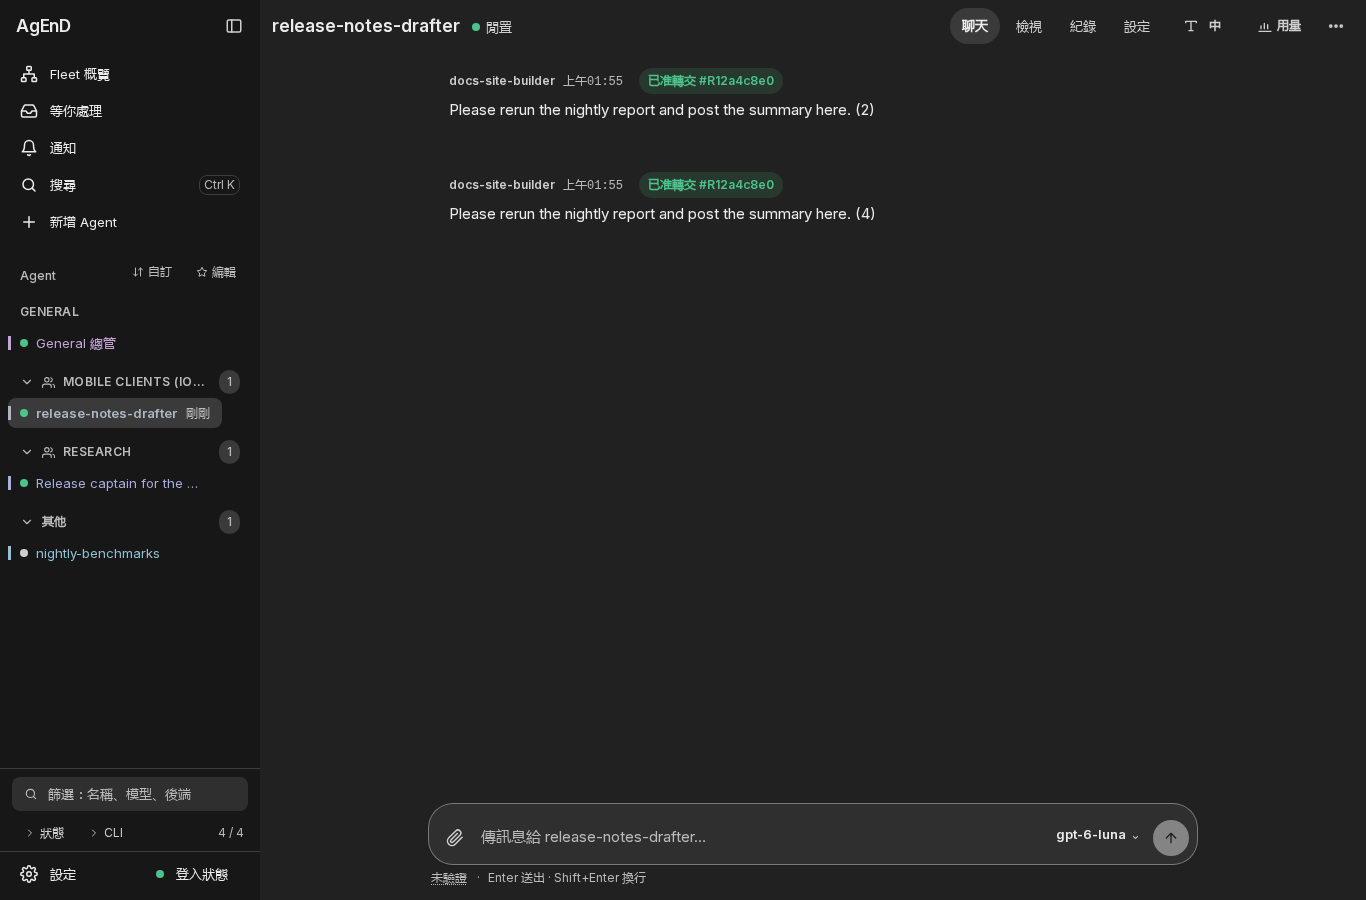 AgEnD
Fleet 概覽
等你處理
通知
搜尋 Ctrl K
新增 Agent
Agent 自訂 編輯
GENERAL
General 總管
MOBILE CLIENTS (IO... 1
release-notes-drafter 剛剛
RESEARCH 1
Release captain for the ...
其他 1
nightly-benchmarks
篩選：名稱、模型、後端
狀態 CLI 4 / 4
設定 登入狀態
release-notes-drafter 閒置 聊天 檢視 紀錄 設定 中 用量
docs-site-builder 上午01:55 已准轉交 #R12a4c8e0
Please rerun the nightly report and post the summary here. (2)
docs-site-builder 上午01:55 已准轉交 #R12a4c8e0
Please rerun the nightly report and post the summary here. (4)
傳訊息給 release-notes-drafter... gpt-6-luna
未驗證 · Enter 送出 · Shift+Enter 換行